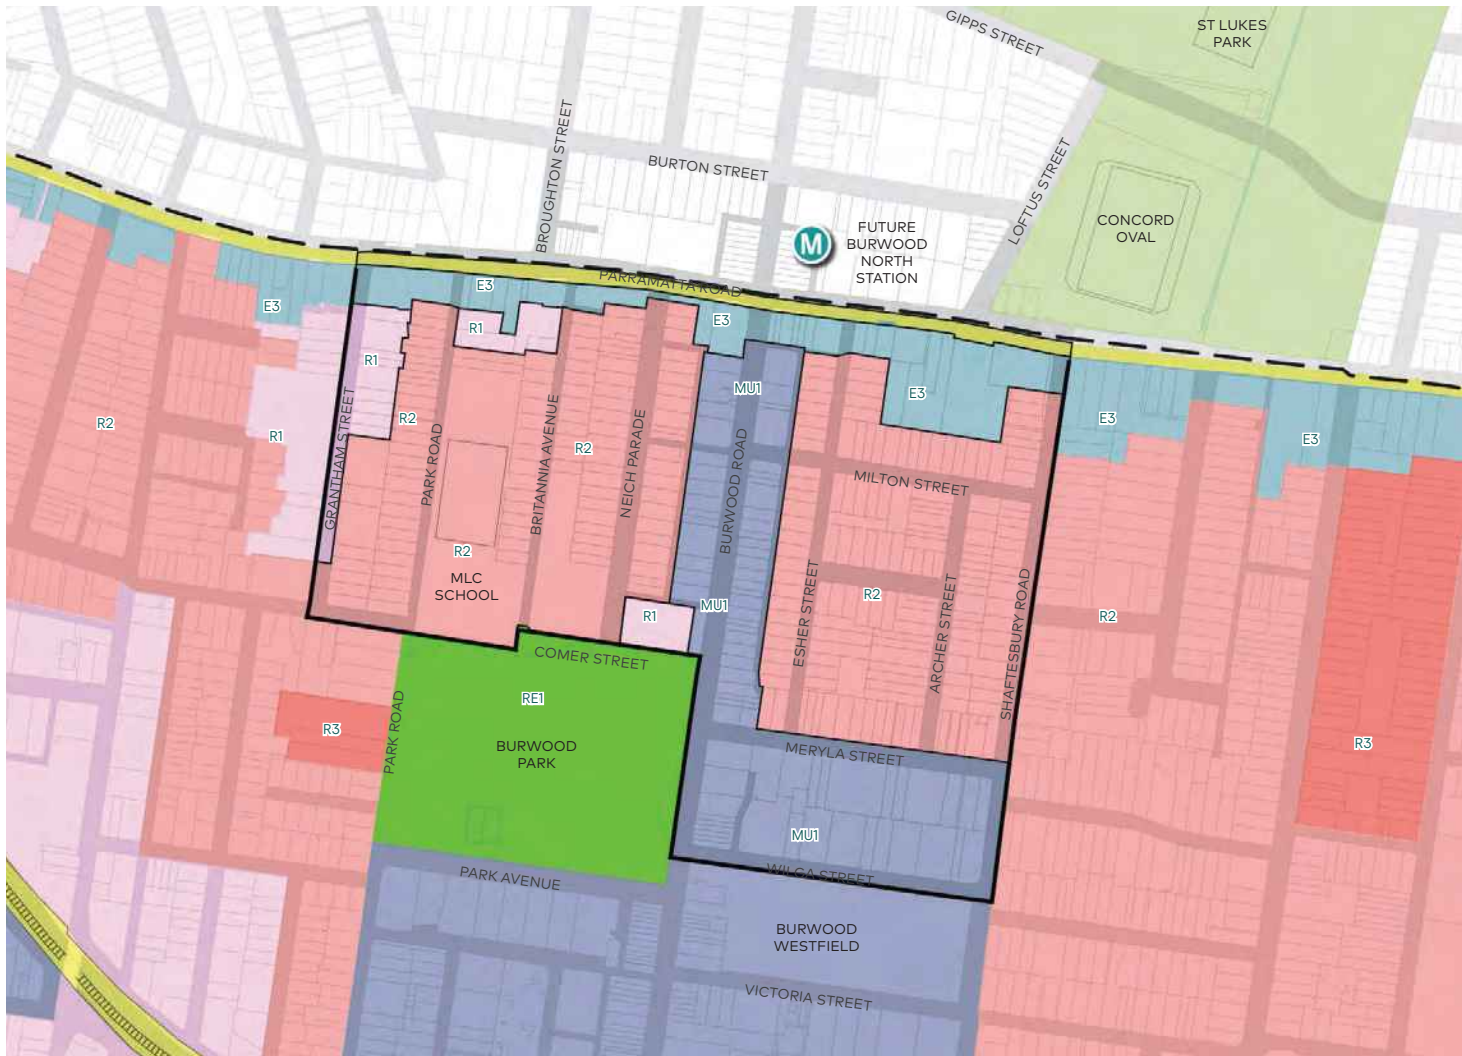 GIPPS STREET
ST LUKES
PARK
BROUGHTON STREET
BURTON STREET
LOFTUS STREET
CONCORD
OVAL
M
FUTURE
BURWOOD
NORTH
STATION
PARRAMATTA ROAD
E3
E3
E3
R1
R1
MU1
E3
R2
R2
E3
R1
R2
E3
GRANTHAM STREET
PARK ROAD
BRITANNIA AVENUE
NEICH PARADE
BURWOOD ROAD
MILTON STREET
R2
MLC
SCHOOL
R1
MU1
ESHER STREET
R2
ARCHER STREET
SHAFTESBURY ROAD
R2
COMER STREET
RE1
R3
PARK ROAD
BURWOOD
PARK
MERYLA STREET
R3
MU1
WILGA STREET
PARK AVENUE
BURWOOD
WESTFIELD
VICTORIA STREET